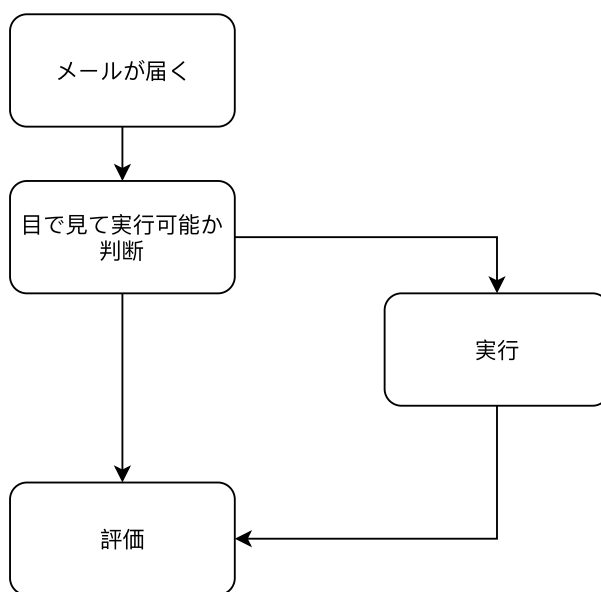 メールが届く
目で見て実行可能か
判断
実行
評価